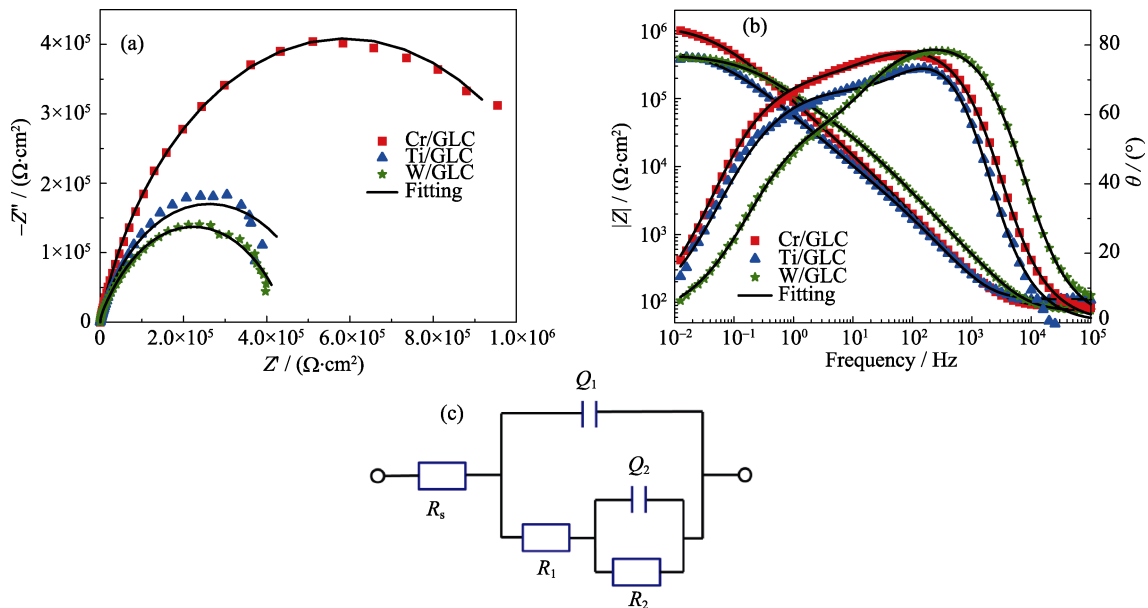 (a)
4×10⁵
3×10⁵
2×10⁵
1×10⁵
0
-Z″ / (Ω·cm²)
Cr/GLC
Ti/GLC
W/GLC
Fitting
0 2.0×10⁵ 4.0×10⁵ 6.0×10⁵ 8.0×10⁵ 1.0×10⁶
Z′ / (Ω·cm²)
(b)
10⁶
10⁵
10⁴
10³
10²
|Z| / (Ω·cm²)
80
60
40
20
0
θ / (°)
Cr/GLC
Ti/GLC
W/GLC
Fitting
10⁻² 10⁻¹ 10⁰ 10¹ 10² 10³ 10⁴ 10⁵
Frequency / Hz
(c)
Q₁
Q₂
Rₛ
R₁
R₂